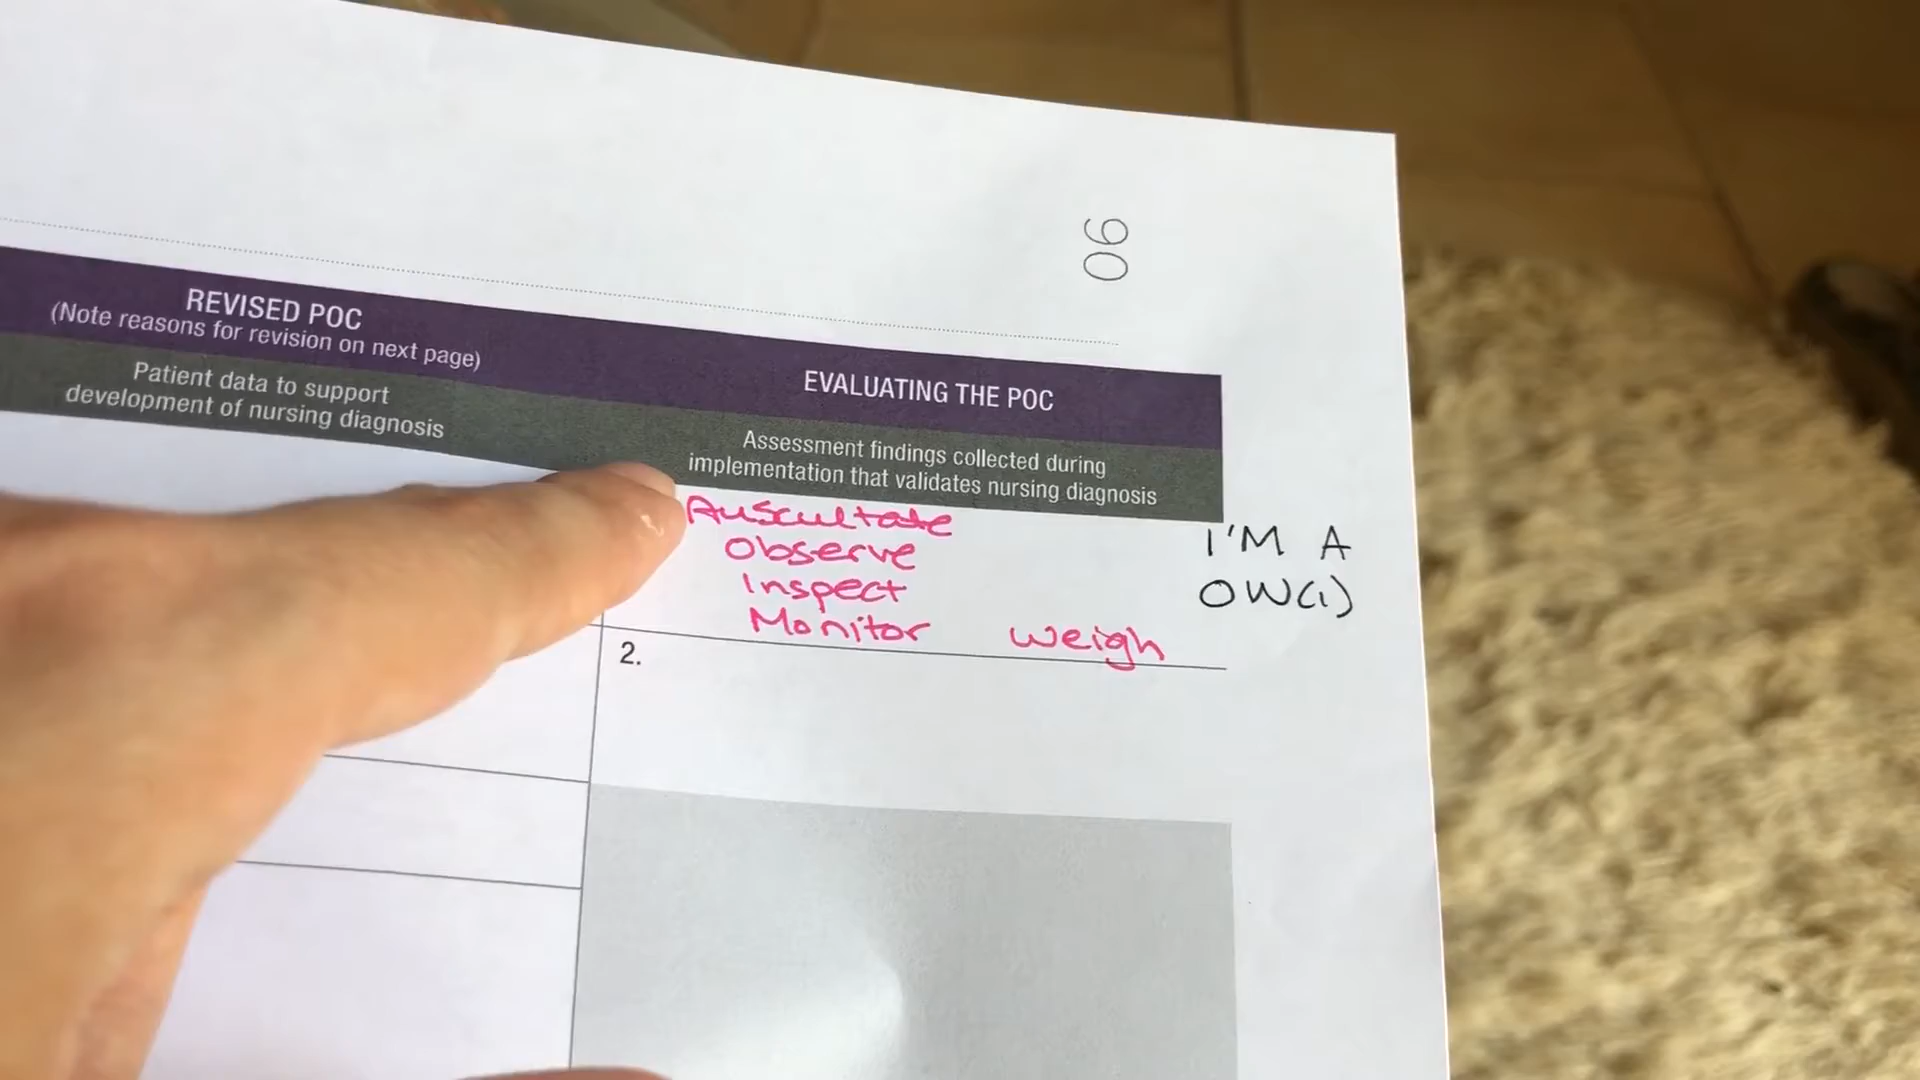 90
REVISED POC
(Note reasons for revision on next page)
Patient data to support
development of nursing diagnosis
EVALUATING THE POC
Assessment findings collected during
implementation that validates nursing diagnosis
Auscultate
Observe
Inspect
Monitor weigh
I'M A
OW(i)
2.